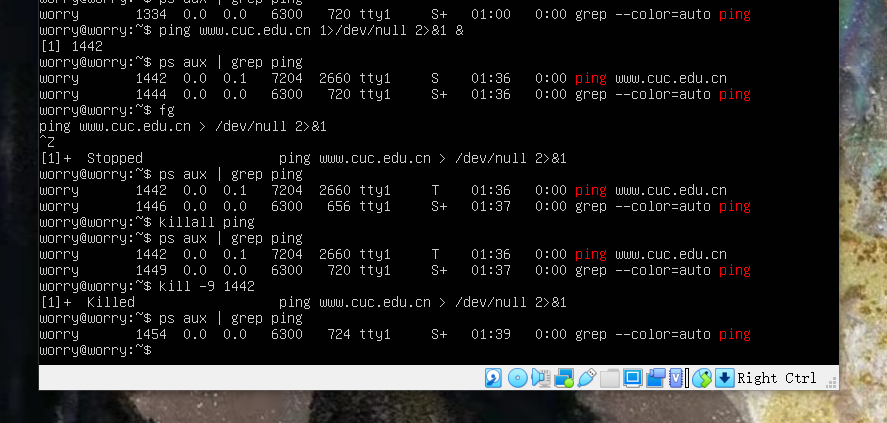 worry 1334 0.0 0.0 6300 720 tty1 S+ 01:00 0:00 grep --color=auto ping
worry@worry:~$ ping www.cuc.edu.cn 1>/dev/null 2>&1 &
[1] 1442
worry@worry:~$ ps aux | grep ping
worry 1442 0.0 0.1 7204 2660 tty1 S 01:36 0:00 ping www.cuc.edu.cn
worry 1444 0.0 0.0 6300 720 tty1 S+ 01:36 0:00 grep --color=auto ping
worry@worry:~$ fg
ping www.cuc.edu.cn > /dev/null 2>&1
^Z
[1]+ Stopped ping www.cuc.edu.cn > /dev/null 2>&1
worry@worry:~$ ps aux | grep ping
worry 1442 0.0 0.1 7204 2660 tty1 T 01:36 0:00 ping www.cuc.edu.cn
worry 1446 0.0 0.0 6300 656 tty1 S+ 01:37 0:00 grep --color=auto ping
worry@worry:~$ killall ping
worry@worry:~$ ps aux | grep ping
worry 1442 0.0 0.1 7204 2660 tty1 T 01:36 0:00 ping www.cuc.edu.cn
worry 1449 0.0 0.0 6300 720 tty1 S+ 01:37 0:00 grep --color=auto ping
worry@worry:~$ kill -9 1442
[1]+ Killed ping www.cuc.edu.cn > /dev/null 2>&1
worry@worry:~$ ps aux | grep ping
worry 1454 0.0 0.0 6300 724 tty1 S+ 01:39 0:00 grep --color=auto ping
worry@worry:~$
Right Ctrl